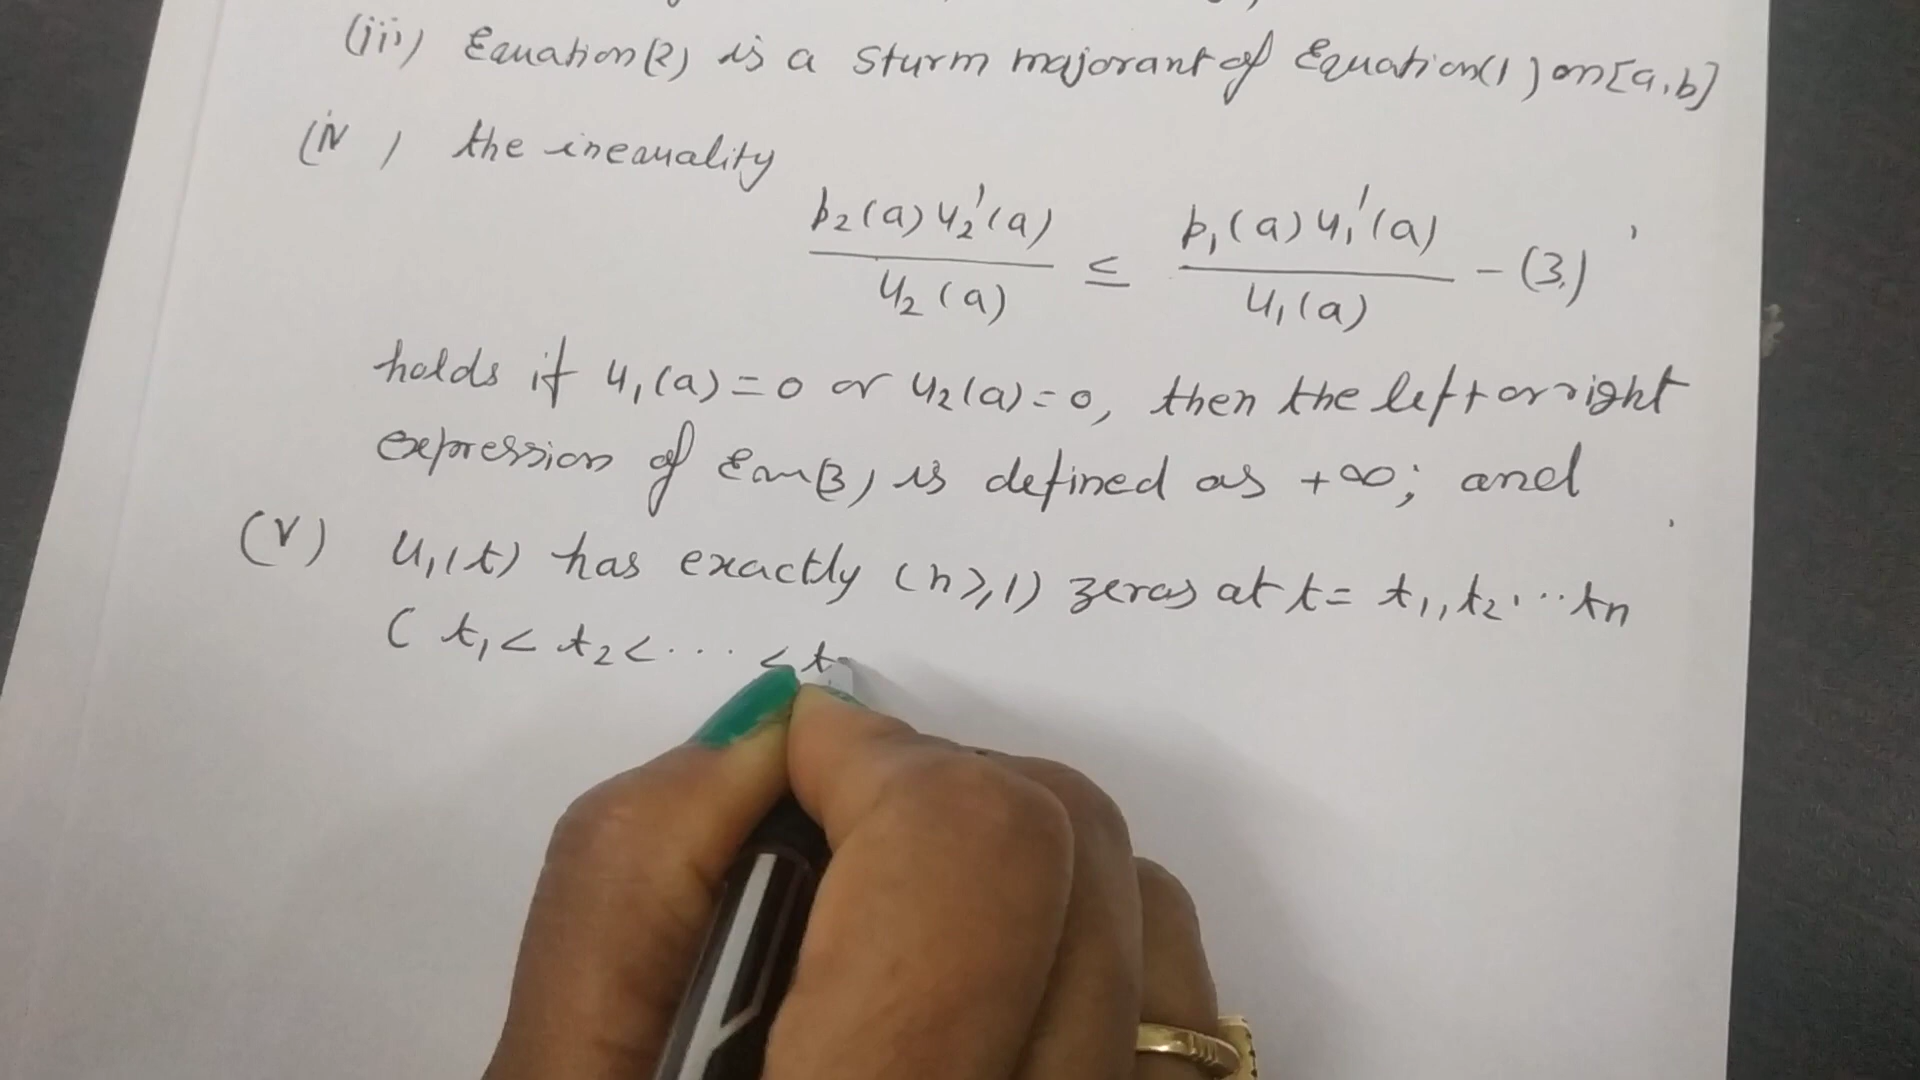 (iii) Equation(2) is a Sturm majorant of Equation(1) on [a,b]
(iv) the inequality
p₂(a)u₂'(a) / u₂(a) ≤ p₁(a)u₁'(a) / u₁(a) - (3)
holds if u₁(a)=0 or u₂(a)=0, then the left or right
expression of Eqn(3) is defined as +∞; and
(v) u₁(t) has exactly (n≥1) zeros at t= t₁,t₂...tn
( t₁< t₂<... <t